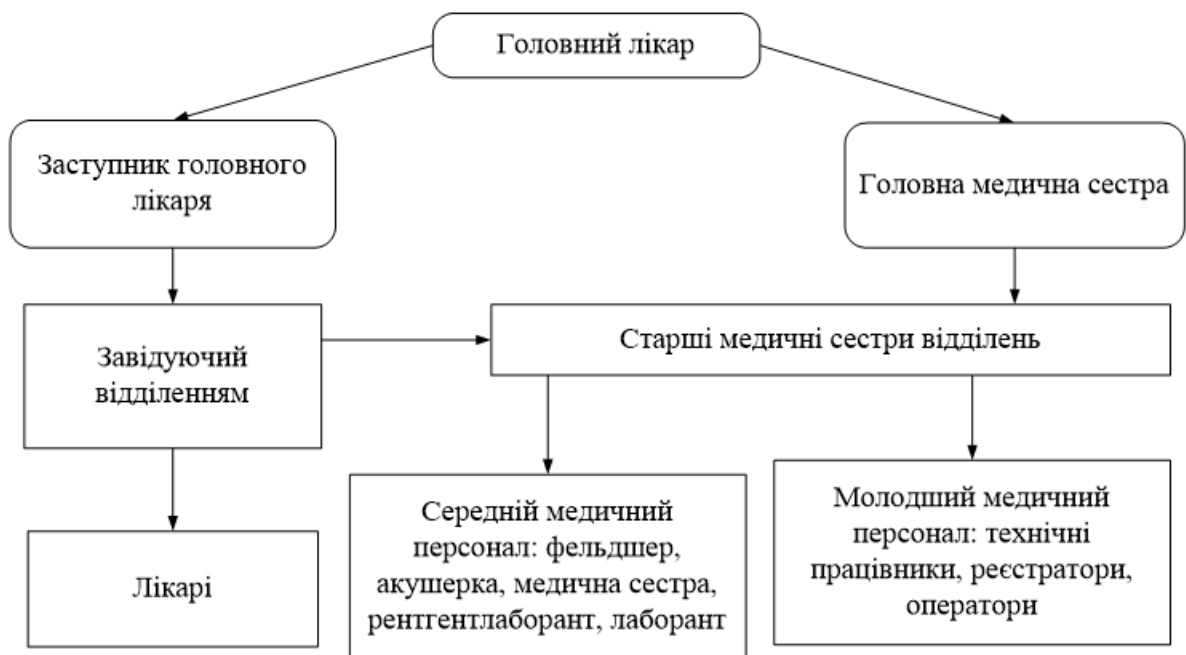 Головний лікар
Заступник головного
лікаря
Головна медична сестра
Завідуючий
відділенням
Старші медичні сестри відділень
Лікарі
Середній медичний
персонал: фельдшер,
акушерка, медична сестра,
рентгентлаборант, лаборант
Молодший медичний
персонал: технічні
працівники, реєстратори,
оператори